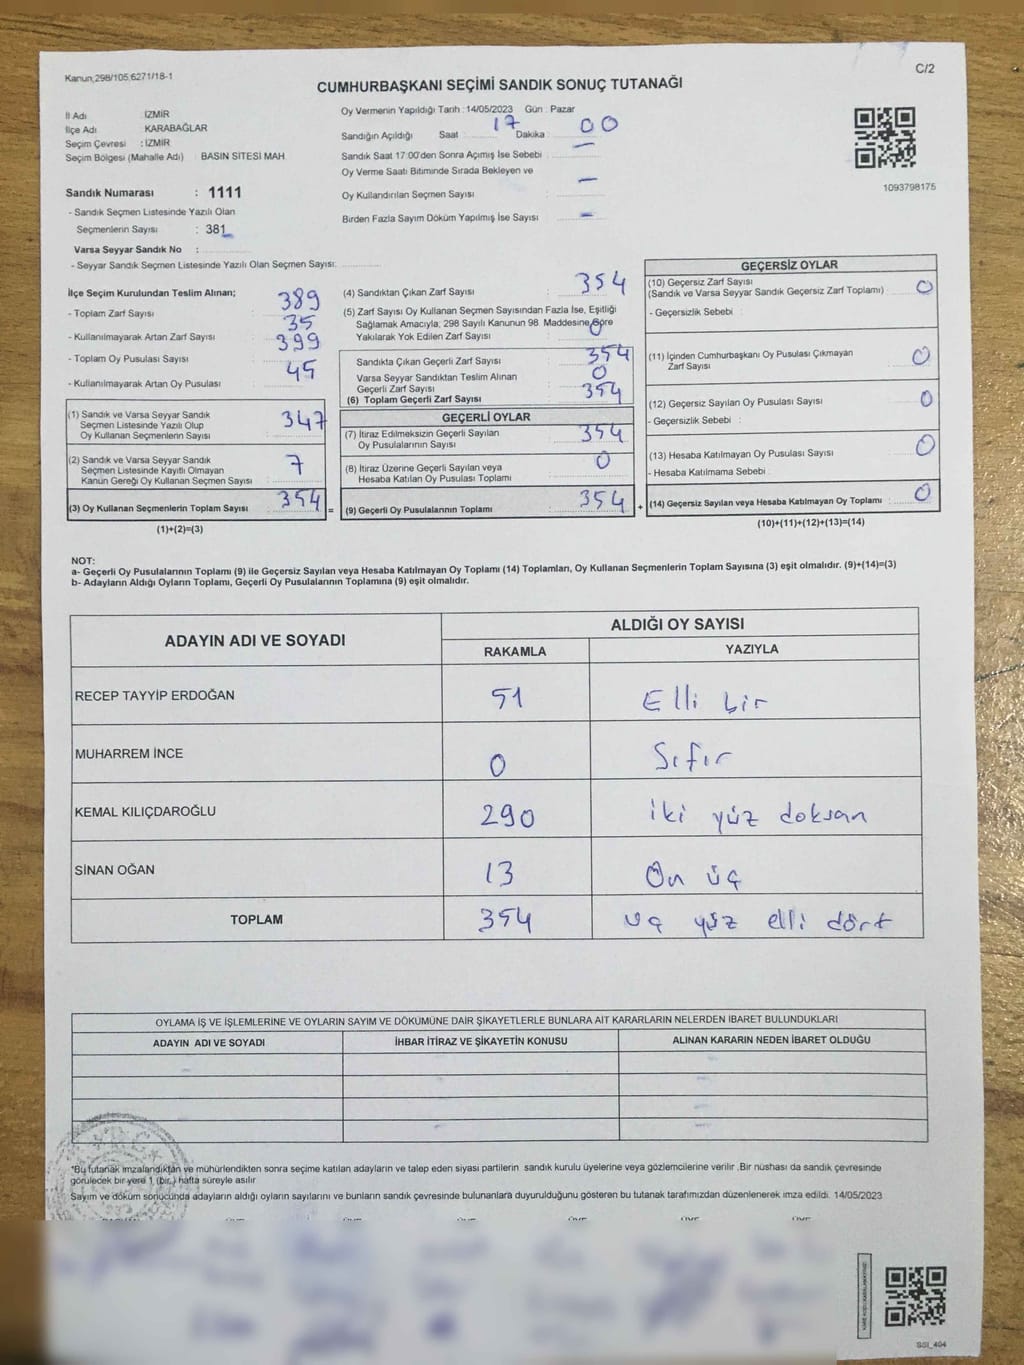 Kanun;298/105,6271/18-1
C/2
CUMHURBAŞKANI SEÇİMİ SANDIK SONUÇ TUTANAĞI
İl Adı İZMİR
İlçe Adı KARABAĞLAR
Seçim Çevresi : İZMİR
Seçim Bölgesi (Mahalle Adı) BASIN SİTESİ MAH.
Sandık Numarası : 1111
- Sandık Seçmen Listesinde Yazılı Olan
Seçmenlerin Sayısı : 381
Varsa Seyyar Sandık No :
- Seyyar Sandık Seçmen Listesinde Yazılı Olan Seçmen Sayısı:
Oy Vermenin Yapıldığı Tarih : 14/05/2023 Gün : Pazar
Sandığın Açıldığı Saat : 17 Dakika : 00
Sandık Saat 17:00'den Sonra Açımış İse Sebebi : -
Oy Verme Saati Bitiminde Sırada Bekleyen ve
Oy Kullandırılan Seçmen Sayısı : -
Birden Fazla Sayım Döküm Yapılmış İse Sayısı : -
1093798175
İlçe Seçim Kurulundan Teslim Alınan;
- Toplam Zarf Sayısı : 389
- Kullanılmayarak Artan Zarf Sayısı : 35
- Toplam Oy Pusulası Sayısı : 399
- Kullanılmayarak Artan Oy Pusulası : 45
(1) Sandık ve Varsa Seyyar Sandık
Seçmen Listesinde Yazılı Olup
Oy Kullanan Seçmenlerin Sayısı 347
(2) Sandık ve Varsa Seyyar Sandık
Seçmen Listesinde Kayıtlı Olmayan
Kanun Gereği Oy Kullanan Seçmen Sayısı 7
(3) Oy Kullanan Seçmenlerin Toplam Sayısı 354 =
(1)+(2)=(3)
(4) Sandıktan Çıkan Zarf Sayısı : 354
(5) Zarf Sayısı Oy Kullanan Seçmen Sayısından Fazla İse, Eşitliği
Sağlamak Amacıyla; 298 Sayılı Kanunun 98. Maddesine Göre
Yakılarak Yok Edilen Zarf Sayısı : 0
Sandıkta Çıkan Geçerli Zarf Sayısı : 354
Varsa Seyyar Sandıktan Teslim Alınan
Geçerli Zarf Sayısı : 0
(6) Toplam Geçerli Zarf Sayısı : 354
GEÇERLİ OYLAR
(7) İtiraz Edilmeksizin Geçerli Sayılan
Oy Pusulalarının Sayısı : 354
(8) İtiraz Üzerine Geçerli Sayılan veya
Hesaba Katılan Oy Pusulası Toplamı : 0
(9) Geçerli Oy Pusulalarının Toplamı : 354 +
GEÇERSİZ OYLAR
(10) Geçersiz Zarf Sayısı
(Sandık ve Varsa Seyyar Sandık Geçersiz Zarf Toplamı) : 0
- Geçersizlik Sebebi :
(11) İçinden Cumhurbaşkanı Oy Pusulası Çıkmayan
Zarf Sayısı : 0
(12) Geçersiz Sayılan Oy Pusulası Sayısı : 0
- Geçersizlik Sebebi :
(13) Hesaba Katılmayan Oy Pusulası Sayısı : 0
- Hesaba Katılmama Sebebi :
(14) Geçersiz Sayılan veya Hesaba Katılmayan Oy Toplamı : 0
(10)+(11)+(12)+(13)=(14)
NOT:
a- Geçerli Oy Pusulalarının Toplamı (9) ile Geçersiz Sayılan veya Hesaba Katılmayan Oy Toplamı (14) Toplamları, Oy Kullanan Seçmenlerin Toplam Sayısına (3) eşit olmalıdır. (9)+(14)=(3)
b- Adayların Aldığı Oyların Toplamı, Geçerli Oy Pusulalarının Toplamına (9) eşit olmalıdır.
ADAYIN ADI VE SOYADI ALDIĞI OY SAYISI
RAKAMLA YAZIYLA
RECEP TAYYİP ERDOĞAN 51 Elli bir
MUHARREM İNCE 0 Sıfır
KEMAL KILIÇDAROĞLU 290 iki yüz doksan
SİNAN OĞAN 13 On üç
TOPLAM 354 üç yüz elli dört
OYLAMA İŞ VE İŞLEMLERİNE VE OYLARIN SAYIM VE DÖKÜMÜNE DAİR ŞİKAYETLERLE BUNLARA AİT KARARLARIN NELERDEN İBARET BULUNDUKLARI
ADAYIN ADI VE SOYADI İHBAR İTİRAZ VE ŞİKAYETİN KONUSU ALINAN KARARIN NEDEN İBARET OLDUĞU
*Bu tutanak imzalandıktan ve mühürlendikten sonra seçime katılan adayların ve talep eden siyasi partilerin sandık kurulu üyelerine veya gözlemcilerine verilir .Bir nüshası da sandık çevresinde
görülecek bir yere 1 (bir ) hafta süreyle asılır
Sayım ve döküm sonucunda adayların aldığı oyların sayılarını ve bunların sandık çevresinde bulunanlara duyurulduğunu gösteren bu tutanak tarafımızdan düzenlenerek imza edildi. 14/05/2023
SSI_404